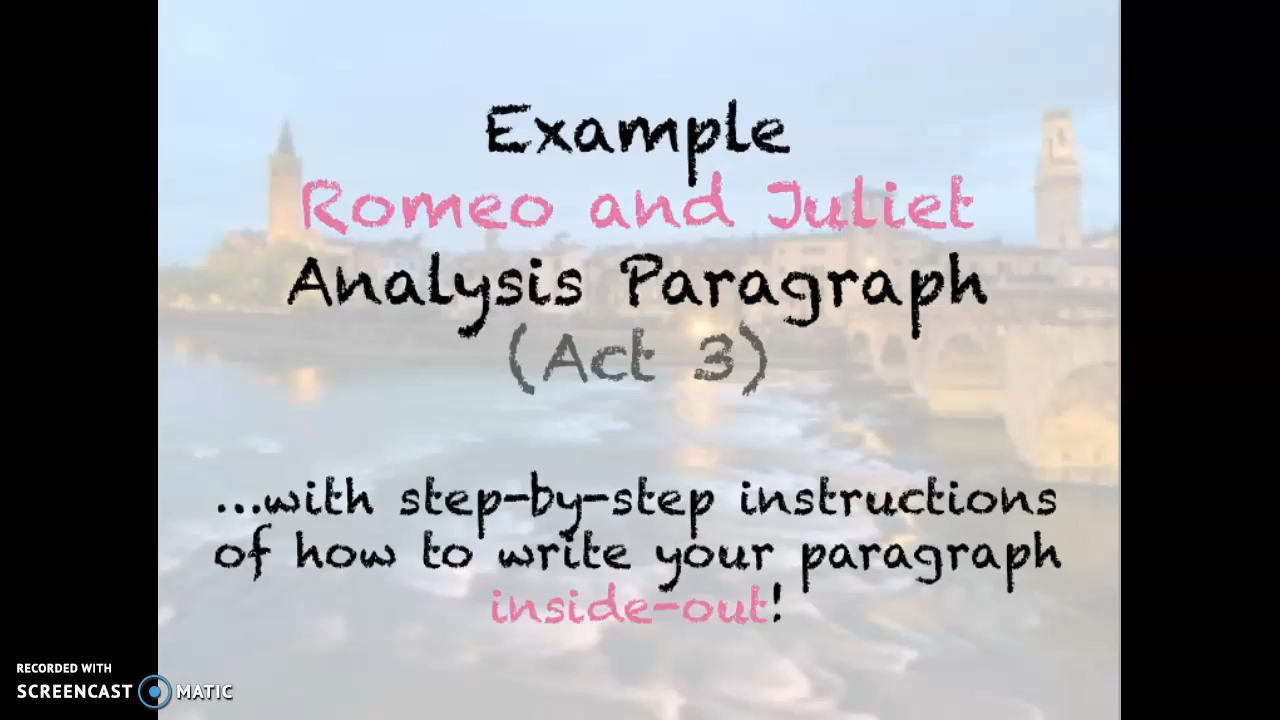 Example
Romeo and Juliet
Analysis Paragraph
(Act 3)
...with step-by-step instructions
of how to write your paragraph
inside-out!
RECORDED WITH
SCREENCAST MATIC